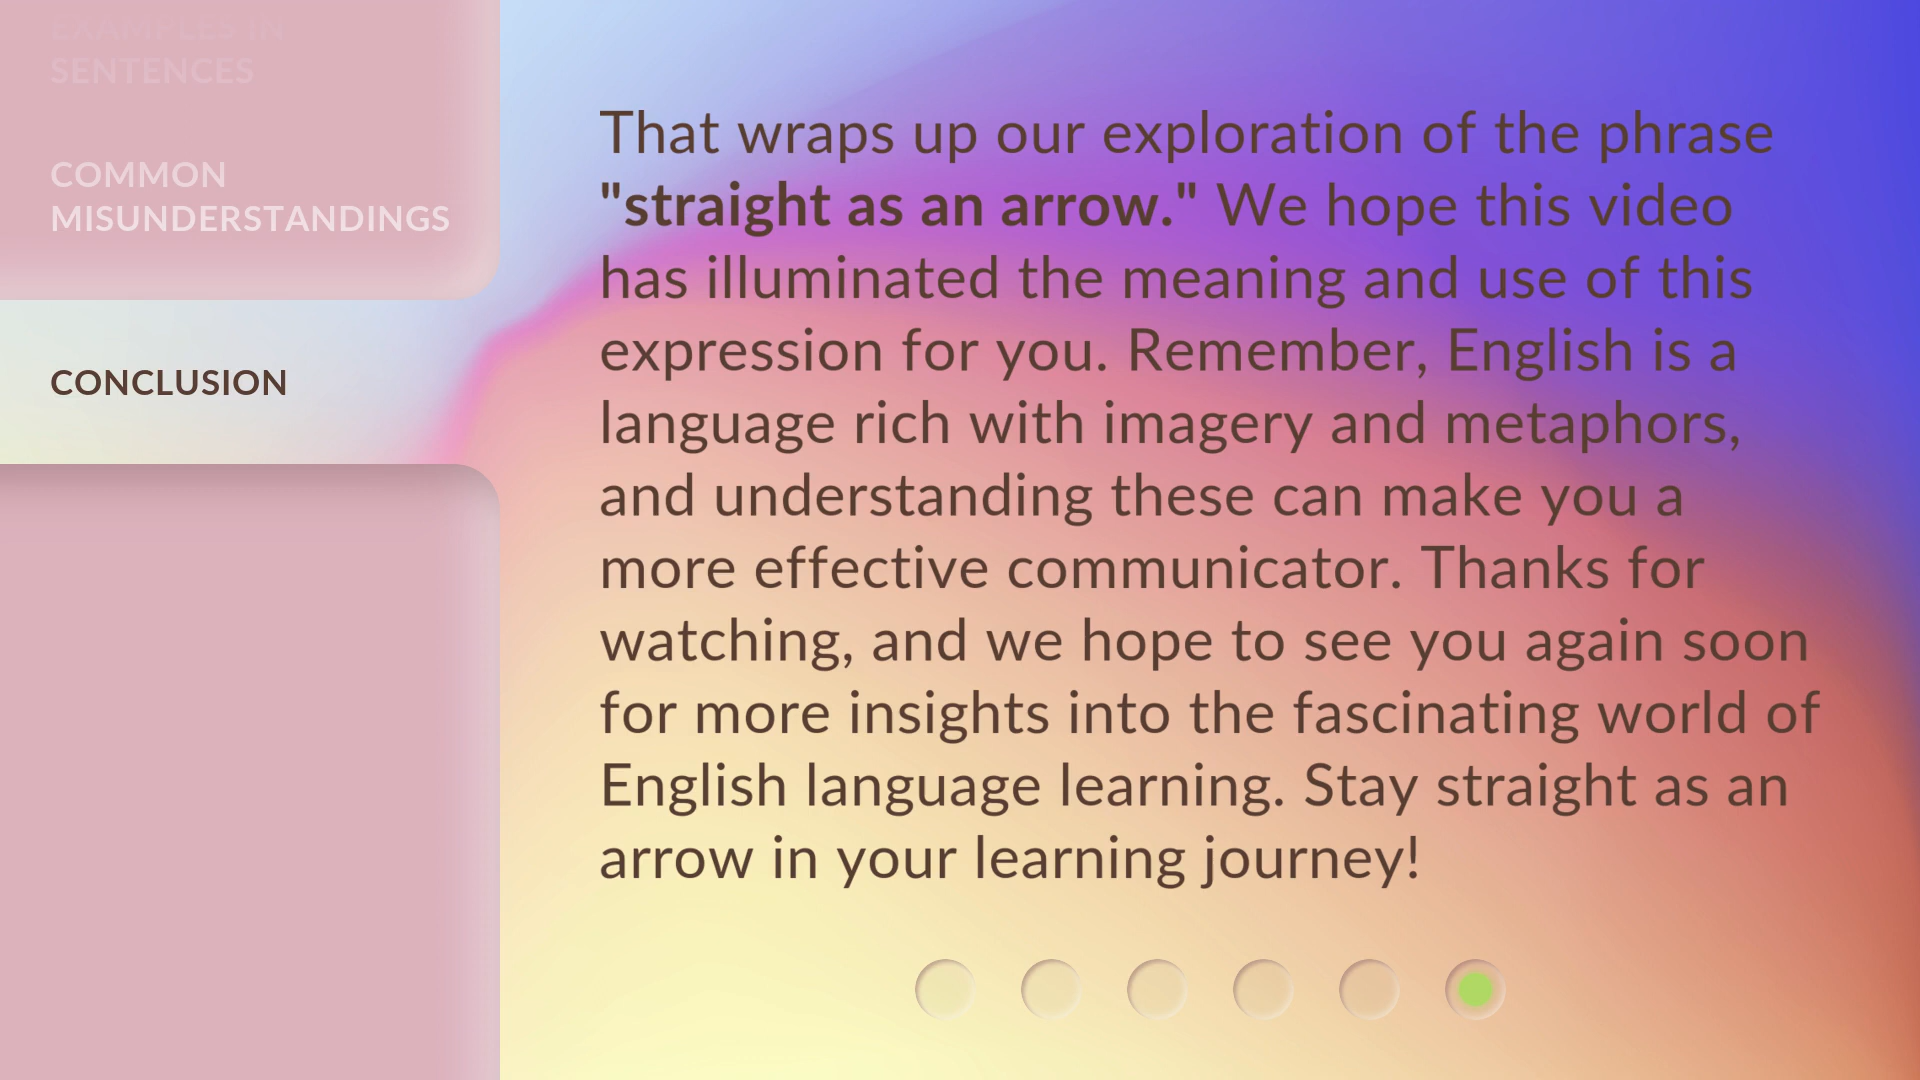 EXAMPLES IN
SENTENCES
COMMON
MISUNDERSTANDINGS
CONCLUSION
That wraps up our exploration of the phrase
"straight as an arrow." We hope this video
has illuminated the meaning and use of this
expression for you. Remember, English is a
language rich with imagery and metaphors,
and understanding these can make you a
more effective communicator. Thanks for
watching, and we hope to see you again soon
for more insights into the fascinating world of
English language learning. Stay straight as an
arrow in your learning journey!